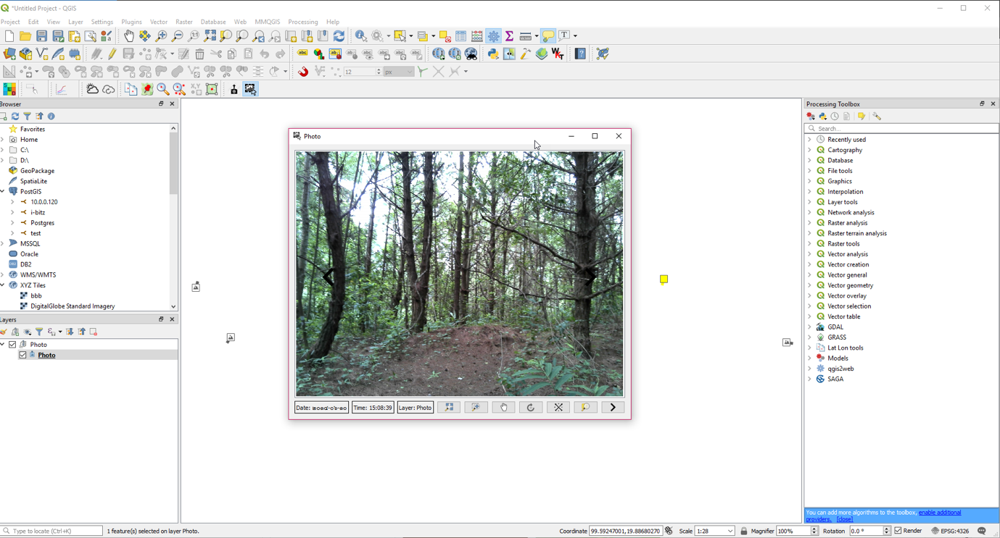 *Untitled Project - QGIS
Project Edit View Layer Settings Plugins Vector Raster Database Web MMQGIS Processing Help
12 px
Browser
Favorites
Home
C:\
D:\
GeoPackage
SpatiaLite
PostGIS
10.0.0.120
i-bitz
Postgres
test
MSSQL
Oracle
DB2
WMS/WMTS
XYZ Tiles
bbb
DigitalGlobe Standard Imagery
Layers
Photo
Photo
Photo
Time: 15:08:39 Layer: Photo
Processing Toolbox
Search...
Recently used
Cartography
Database
File tools
Graphics
Interpolation
Layer tools
Network analysis
Raster analysis
Raster terrain analysis
Raster tools
Vector analysis
Vector creation
Vector general
Vector geometry
Vector overlay
Vector selection
Vector table
GDAL
GRASS
Lat Lon tools
Models
qgis2web
SAGA
You can add more algorithms to the toolbox, enable additional
providers. [close]
Type to locate (Ctrl+K) 1 feature(s) selected on layer Photo. Coordinate 99.59247001,19.88680270 Scale 1:28 Magnifier 100% Rotation 0.0 ° Render EPSG:4326